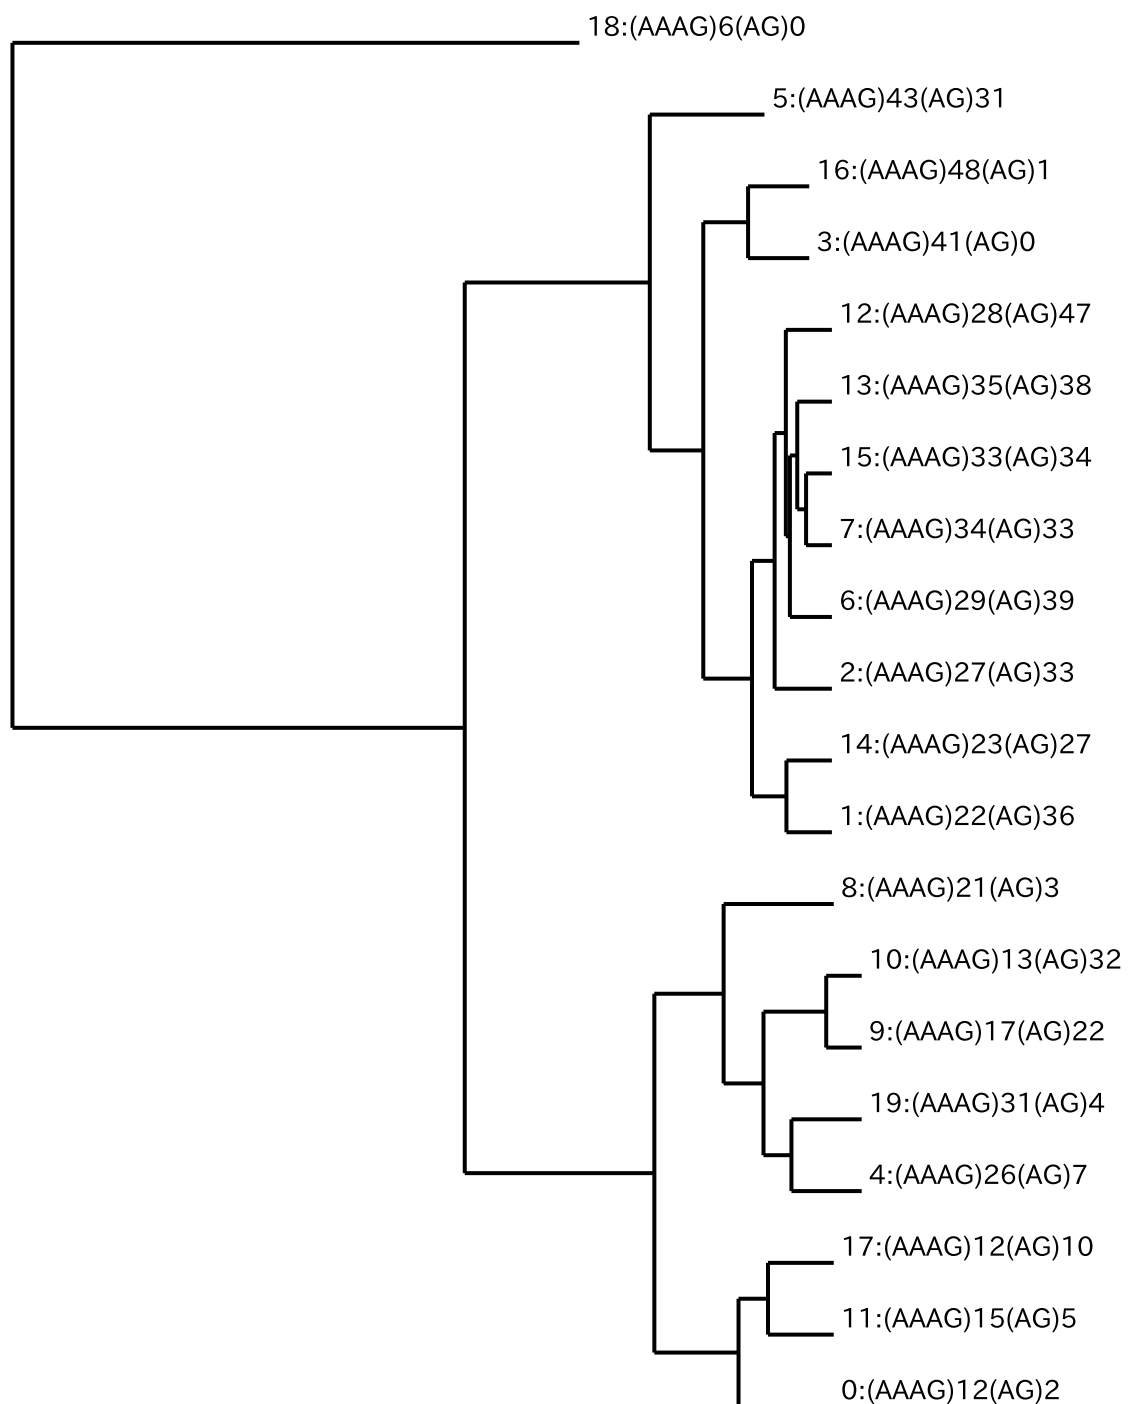 18:(AAAG)6(AG)0
5:(AAAG)43(AG)31
16:(AAAG)48(AG)1
3:(AAAG)41(AG)0
12:(AAAG)28(AG)47
13:(AAAG)35(AG)38
15:(AAAG)33(AG)34
7:(AAAG)34(AG)33
6:(AAAG)29(AG)39
2:(AAAG)27(AG)33
14:(AAAG)23(AG)27
1:(AAAG)22(AG)36
8:(AAAG)21(AG)3
10:(AAAG)13(AG)32
9:(AAAG)17(AG)22
19:(AAAG)31(AG)4
4:(AAAG)26(AG)7
17:(AAAG)12(AG)10
11:(AAAG)15(AG)5
0:(AAAG)12(AG)2